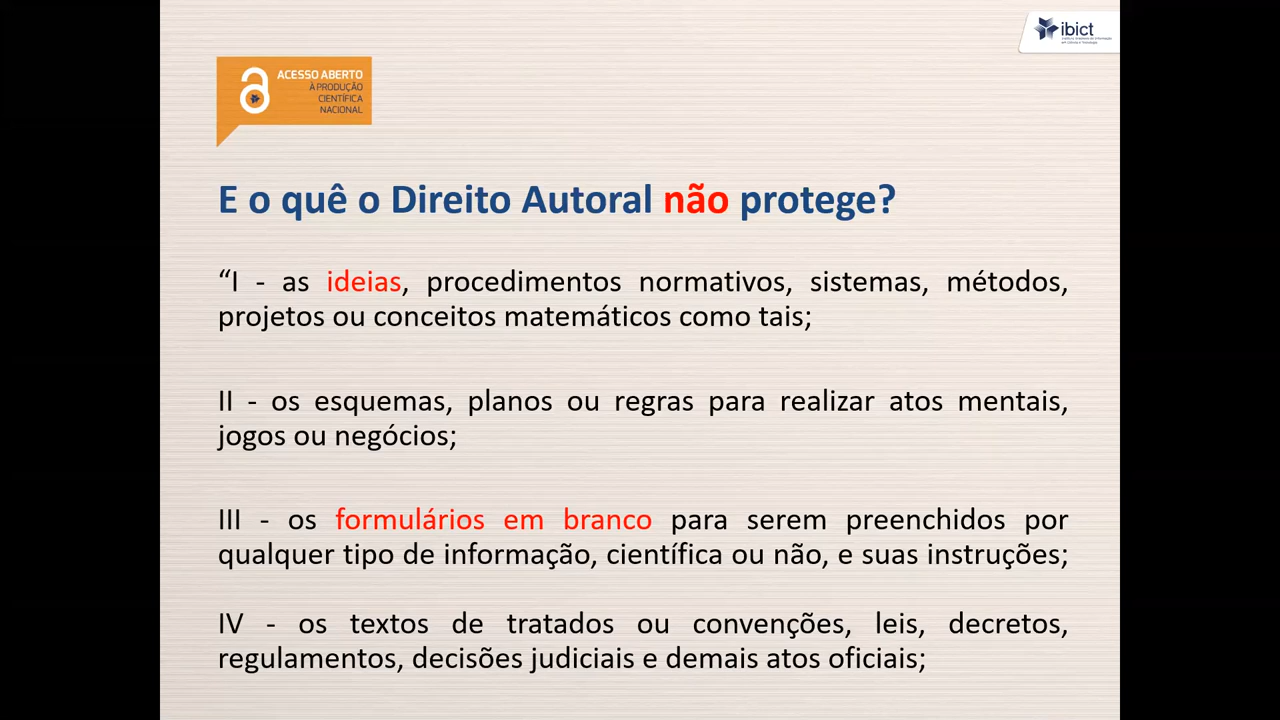 ibict
ACESSO ABERTO
À PRODUÇÃO
CIENTÍFICA
NACIONAL
E o quê o Direito Autoral não protege?
“I - as ideias, procedimentos normativos, sistemas, métodos,
projetos ou conceitos matemáticos como tais;
II - os esquemas, planos ou regras para realizar atos mentais,
jogos ou negócios;
III - os formulários em branco para serem preenchidos por
qualquer tipo de informação, científica ou não, e suas instruções;
IV - os textos de tratados ou convenções, leis, decretos,
regulamentos, decisões judiciais e demais atos oficiais;